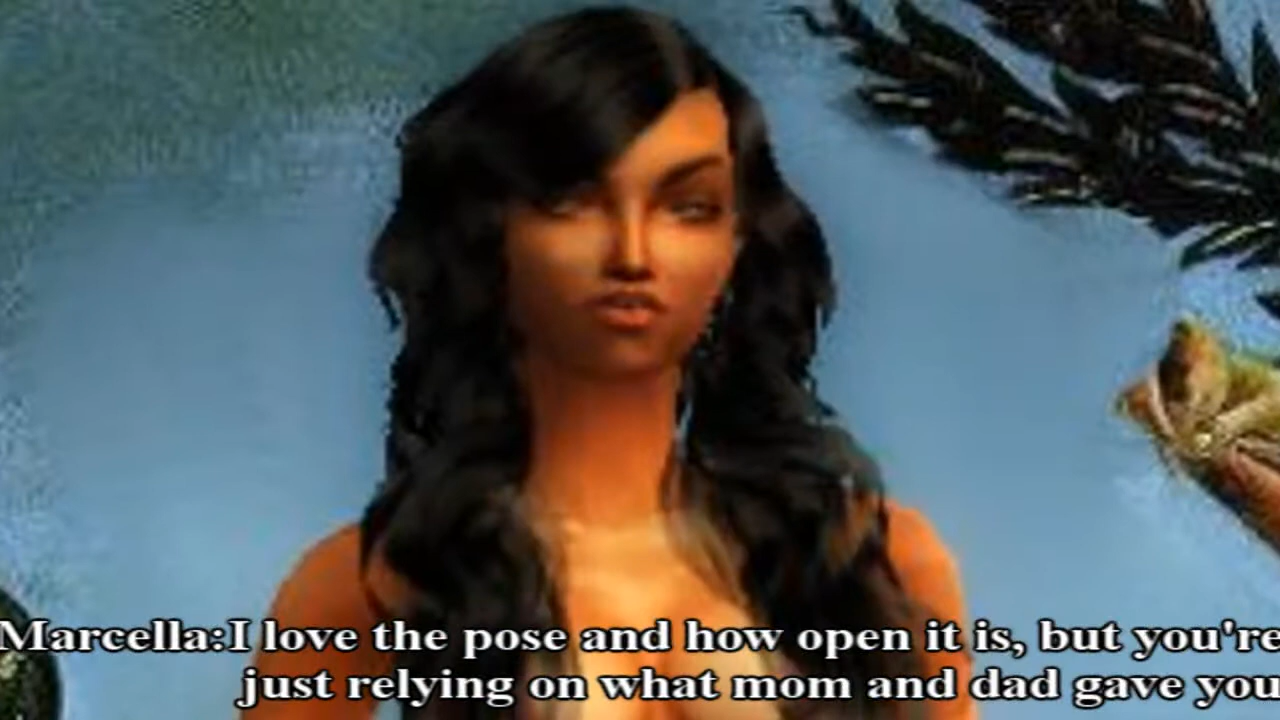 Marcella:I love the pose and how open it is, but you're
just relying on what mom and dad gave you